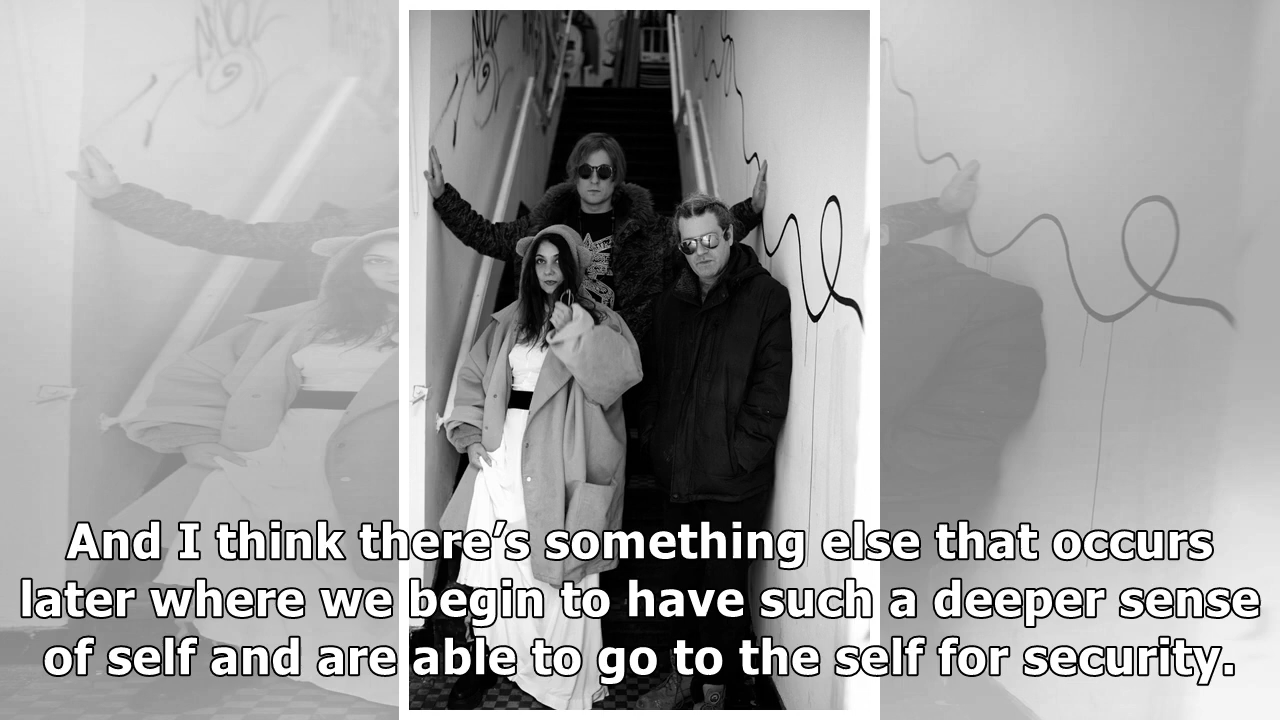 And I think there's something else that occurs
later where we begin to have such a deeper sense
of self and are able to go to the self for security.